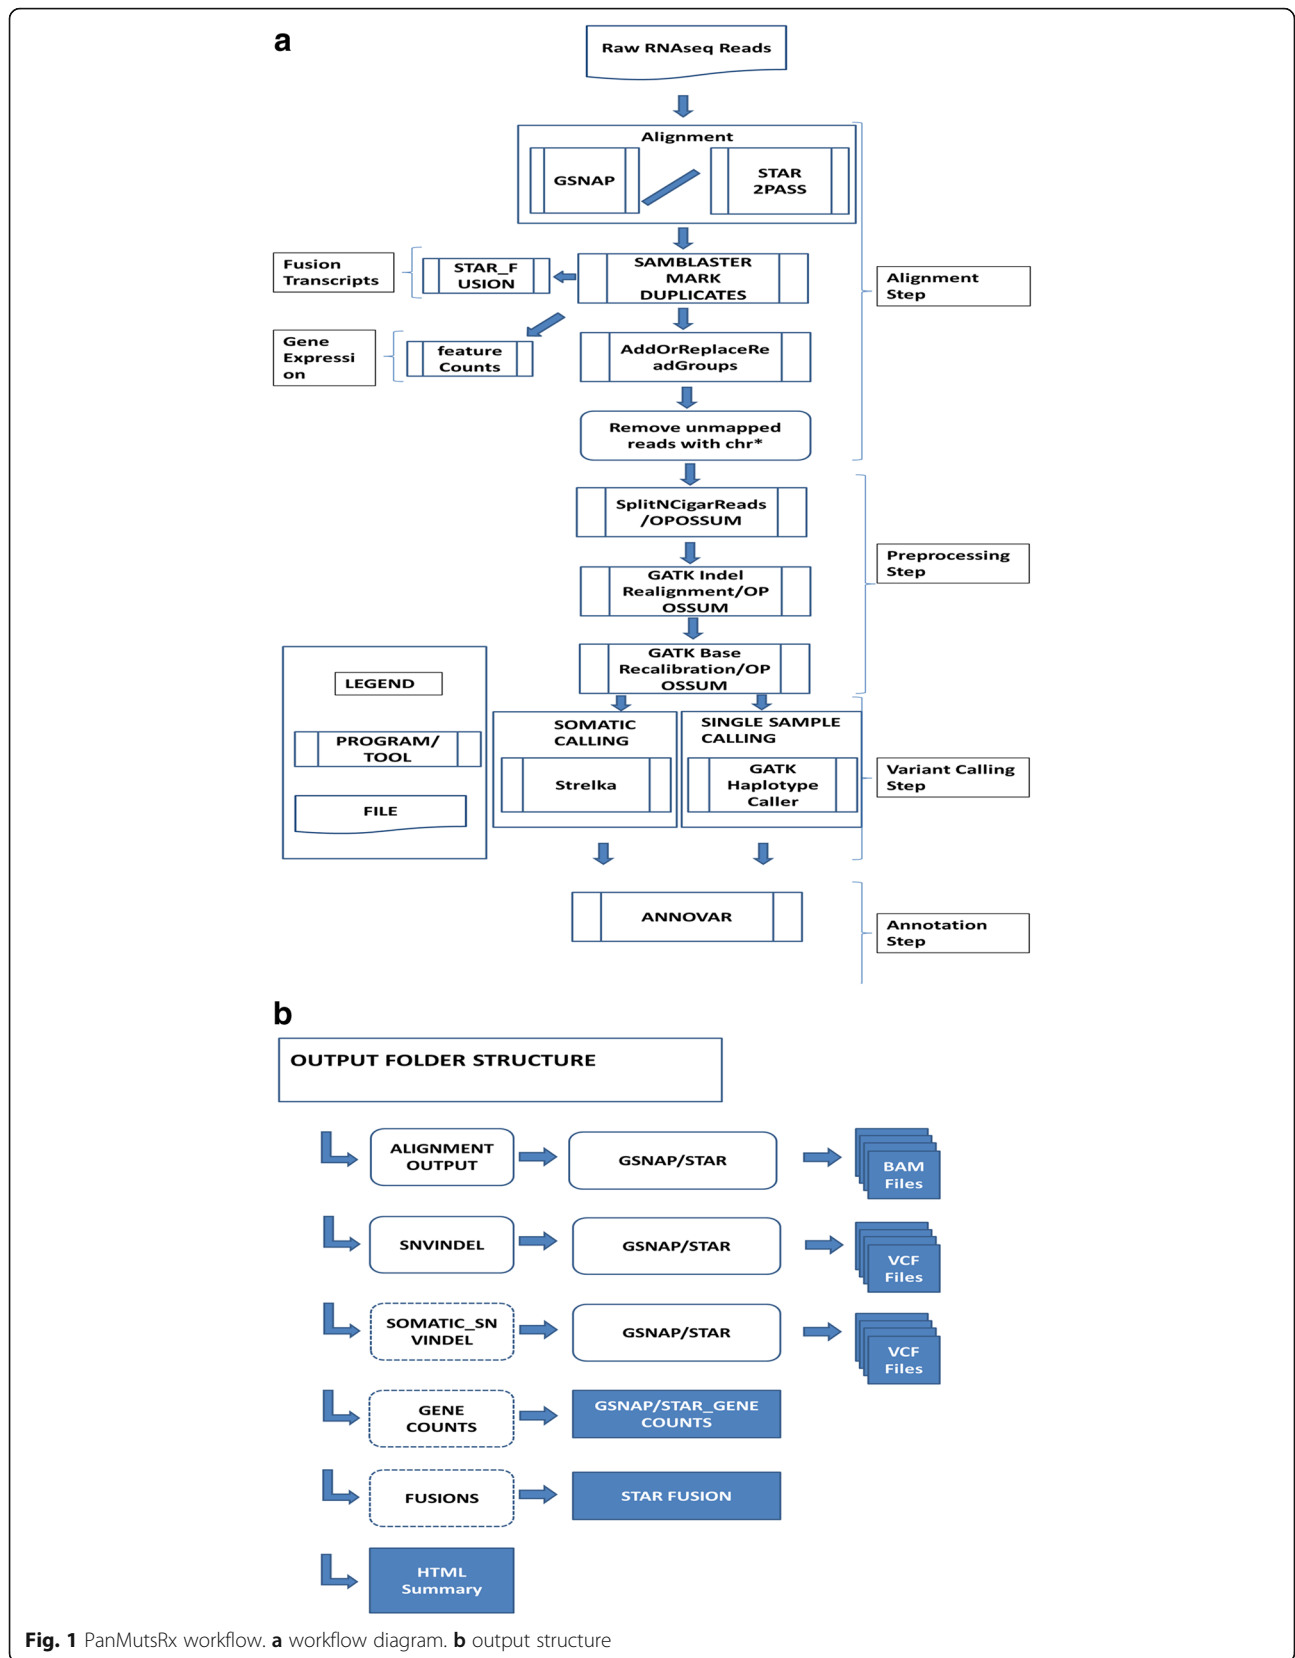 a
Raw RNAseq Reads
Alignment
GSNAP
STAR
2PASS
Fusion
Transcripts
STAR_F
USION
SAMBLASTER
MARK
DUPLICATES
Alignment
Step
Gene
Expressi
on
feature
Counts
AddOrReplaceRe
adGroups
Remove unmapped
reads with chr*
SplitNCigarReads
/OPOSSUM
Preprocessing
Step
GATK Indel
Realignment/OP
OSSUM
GATK Base
Recalibration/OP
OSSUM
LEGEND
PROGRAM/
TOOL
FILE
SOMATIC
CALLING
Strelka
SINGLE SAMPLE
CALLING
GATK
Haplotype
Caller
Variant Calling
Step
ANNOVAR
Annotation
Step
b
OUTPUT FOLDER STRUCTURE
ALIGNMENT
OUTPUT
GSNAP/STAR
BAM
Files
SNVINDEL
GSNAP/STAR
VCF
Files
SOMATIC_SN
VINDEL
GSNAP/STAR
VCF
Files
GENE
COUNTS
GSNAP/STAR_GENE
COUNTS
FUSIONS
STAR FUSION
HTML
Summary
Fig. 1 PanMutsRx workflow. a workflow diagram. b output structure